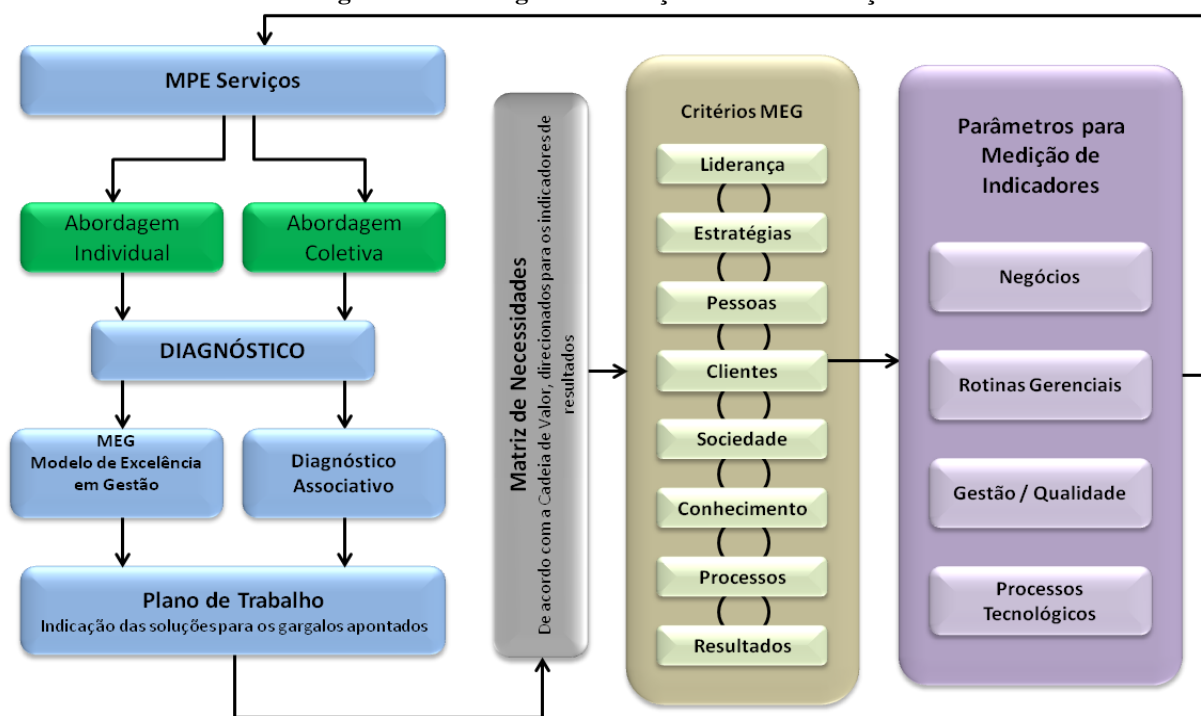 MPE Serviços
Abordagem
Individual
Abordagem
Coletiva
DIAGNÓSTICO
MEG
Modelo de Excelência
em Gestão
Diagnóstico
Associativo
Plano de Trabalho
Indicação das soluções para os gargalos apontados
Matriz de Necessidades
De acordo com a Cadeia de Valor, direcionados para os indicadores de
resultados
Critérios MEG
Liderança
Estratégias
Pessoas
Clientes
Sociedade
Conhecimento
Processos
Resultados
Parâmetros para
Medição de
Indicadores
Negócios
Rotinas Gerenciais
Gestão / Qualidade
Processos
Tecnológicos